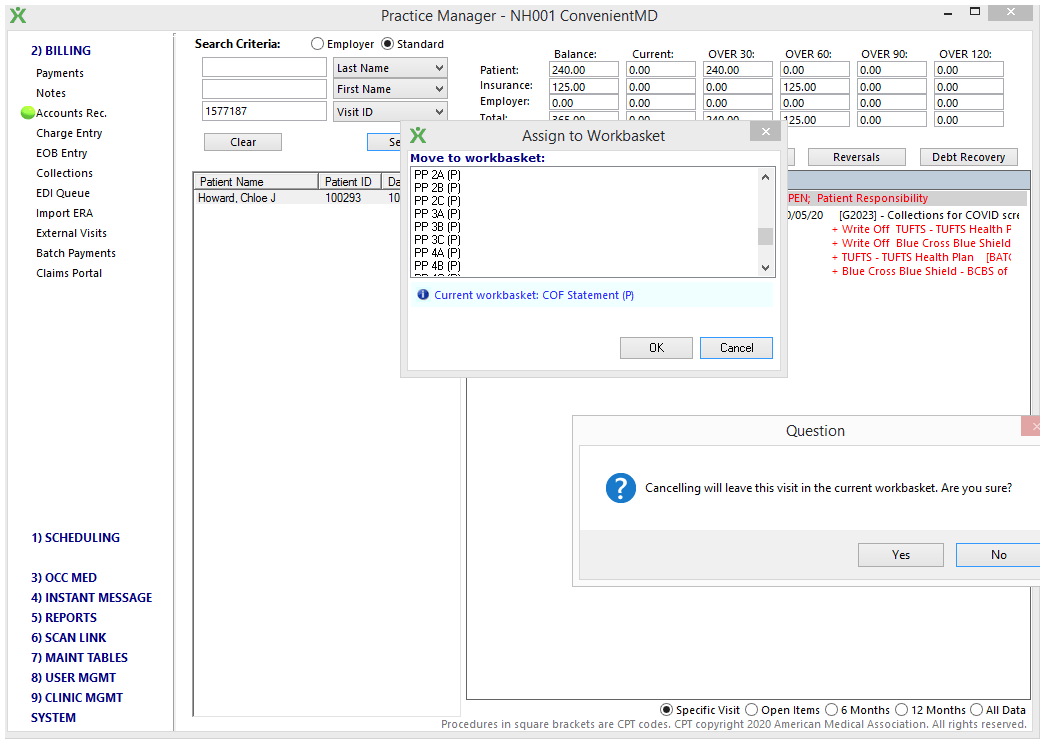 Practice Manager - NH001 ConvenientMD
2) BILLING
Payments
Notes
Accounts Rec.
Charge Entry
EOB Entry
Collections
EDI Queue
Import ERA
External Visits
Batch Payments
Claims Portal
1) SCHEDULING
3) OCC MED
4) INSTANT MESSAGE
5) REPORTS
6) SCAN LINK
7) MAINT TABLES
8) USER MGMT
9) CLINIC MGMT
SYSTEM
Search Criteria: Employer Standard
Last Name
First Name
1577187 Visit ID
Clear Se
Balance: Current: OVER 30: OVER 60: OVER 90: OVER 120:
Patient: 240.00 0.00 240.00 0.00 0.00 0.00
Insurance: 125.00 0.00 0.00 125.00 0.00 0.00
Employer: 0.00 0.00 0.00 0.00 0.00 0.00
Total: 365.00 0.00 240.00 125.00 0.00 0.00
Reversals Debt Recovery
Patient Name Patient ID Da
Howard, Chloe J 100293 10
PEN; Patient Responsibility
0/05/20 [G2023] - Collections for COVID scre
+ Write Off TUFTS - TUFTS Health P
+ Write Off Blue Cross Blue Shield
+ TUFTS - TUFTS Health Plan [BATC
+ Blue Cross Blue Shield - BCBS of
Assign to Workbasket
Move to workbasket:
PP 2A (P)
PP 2B (P)
PP 2C (P)
PP 3A (P)
PP 3B (P)
PP 3C (P)
PP 4A (P)
PP 4B (P)
Current workbasket: COF Statement (P)
OK Cancel
Question
Cancelling will leave this visit in the current workbasket. Are you sure?
Yes No
Specific Visit Open Items 6 Months 12 Months All Data
Procedures in square brackets are CPT codes. CPT copyright 2020 American Medical Association. All rights reserved.